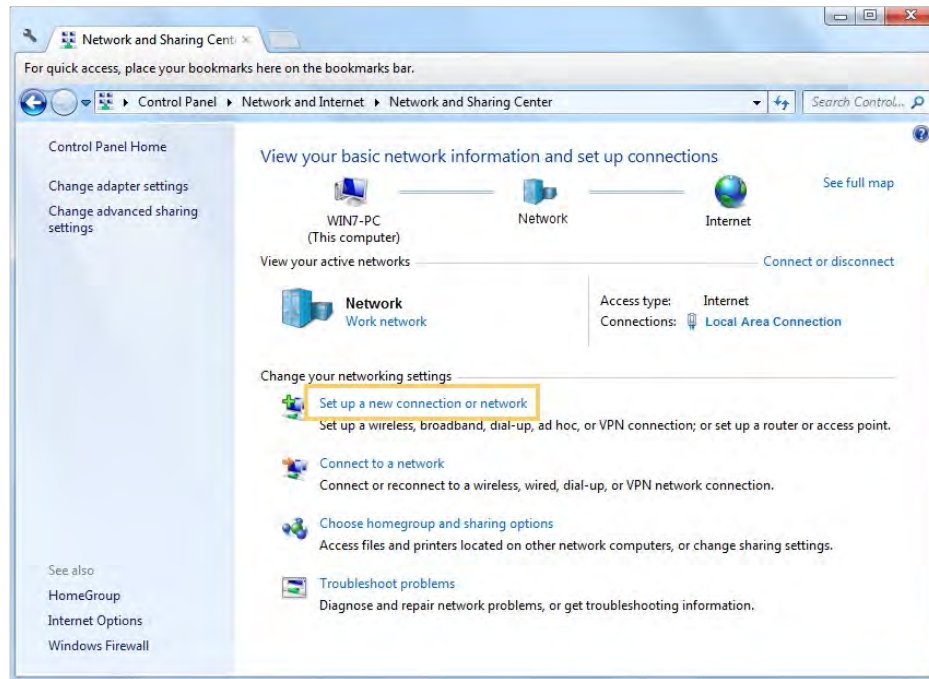 Network and Sharing Cent
For quick access, place your bookmarks here on the bookmarks bar.
Control Panel ▸ Network and Internet ▸ Network and Sharing Center
Search Control...
Control Panel Home
Change adapter settings
Change advanced sharing
settings
View your basic network information and set up connections
See full map
WIN7-PC
(This computer)
Network
Internet
View your active networks
Connect or disconnect
Network
Work network
Access type: Internet
Connections: Local Area Connection
Change your networking settings
Set up a new connection or network
Set up a wireless, broadband, dial-up, ad hoc, or VPN connection; or set up a router or access point.
Connect to a network
Connect or reconnect to a wireless, wired, dial-up, or VPN network connection.
Choose homegroup and sharing options
Access files and printers located on other network computers, or change sharing settings.
Troubleshoot problems
Diagnose and repair network problems, or get troubleshooting information.
See also
HomeGroup
Internet Options
Windows Firewall